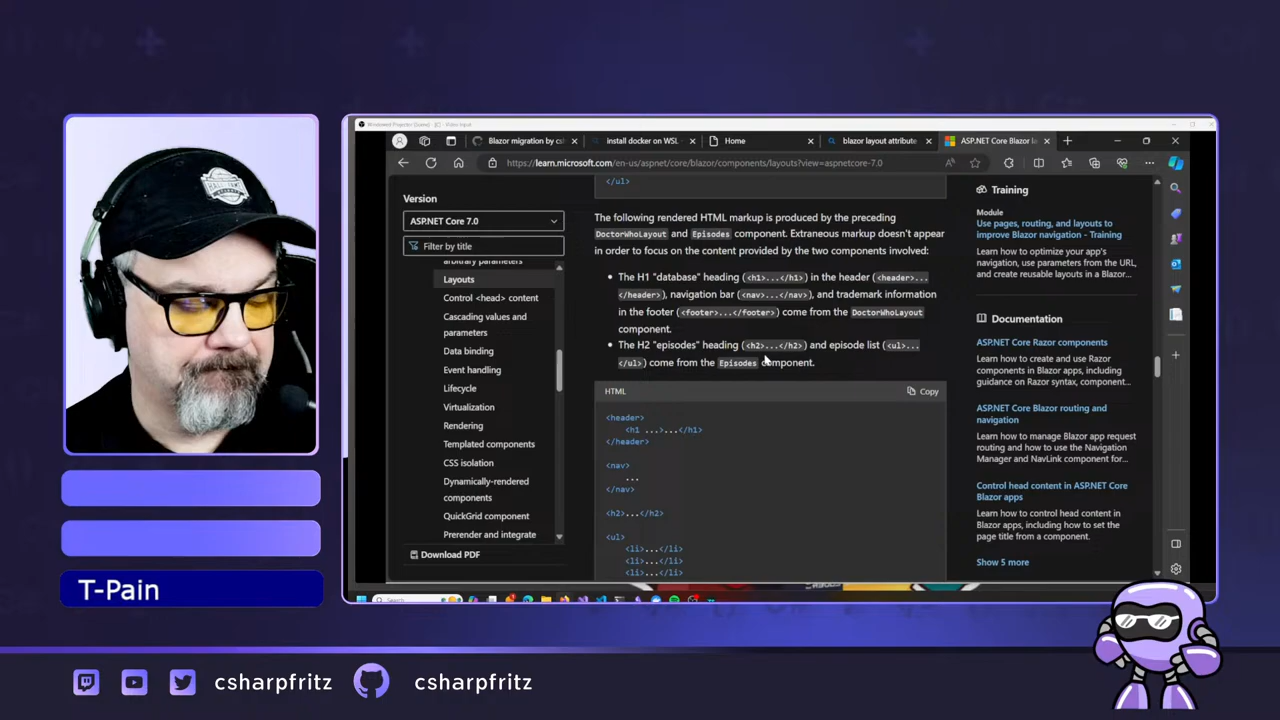 Blazor migration by cs
install docker on WSL
Home
blazor layout attribute
ASP.NET Core Blazor la
https://learn.microsoft.com/en-us/aspnet/core/blazor/components/layouts?view=aspnetcore-7.0
Version
ASP.NET Core 7.0
Filter by title
arbitrary parameters
Layouts
Control <head> content
Cascading values and
parameters
Data binding
Event handling
Lifecycle
Virtualization
Rendering
Templated components
CSS isolation
Dynamically-rendered
components
QuickGrid component
Prerender and integrate
Download PDF
</ul>
The following rendered HTML markup is produced by the preceding
DoctorWhoLayout and Episodes component. Extraneous markup doesn't appear
in order to focus on the content provided by the two components involved:
The H1 "database" heading (<h1>...</h1>) in the header (<header>...
</header>), navigation bar (<nav>...</nav>), and trademark information
in the footer (<footer>...</footer>) come from the DoctorWhoLayout
component.
The H2 "episodes" heading (<h2>...</h2>) and episode list (<ul>...
</ul>) come from the Episodes component.
HTML
Copy
<header>
<h1 ...>...</h1>
</header>
<nav>
...
</nav>
<h2>...</h2>
<ul>
<li>...</li>
<li>...</li>
<li>...</li>
Training
Module
Use pages, routing, and layouts to
improve Blazor navigation - Training
Learn how to optimize your app's
navigation, use parameters from the
URL, and create reusable layouts in a
Blazor...
Documentation
ASP.NET Core Razor components
Learn how to create and use Razor
components in Blazor apps, including
guidance on Razor syntax, component...
ASP.NET Core Blazor routing and
navigation
Learn how to manage Blazor app request
routing and how to use the Navigation
Manager and NavLink component for...
Control head content in ASP.NET Core
Blazor apps
Learn how to control head content in
Blazor apps, including how to set the
page title from a component.
Show 5 more
Search
T-Pain
csharpfritz
csharpfritz